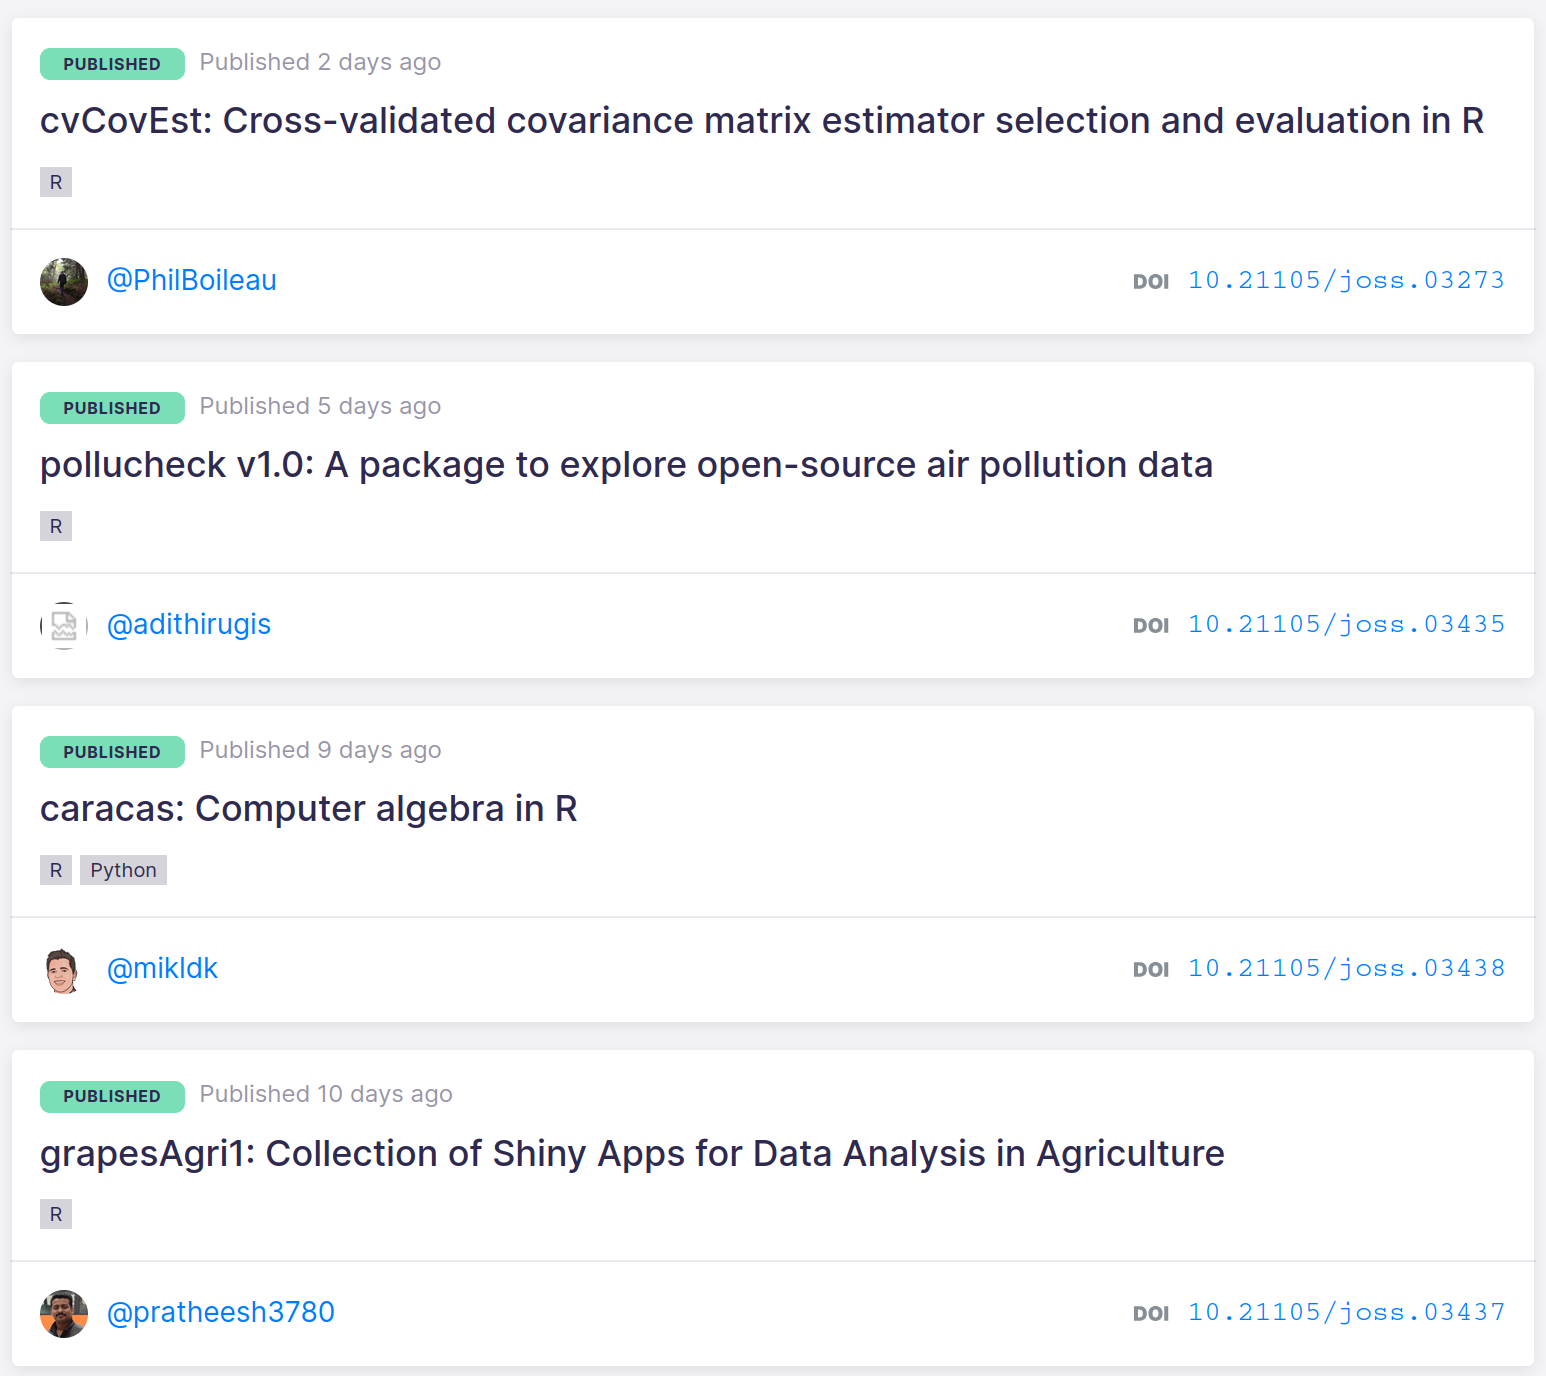 PUBLISHED Published 2 days ago
cvCovEst: Cross-validated covariance matrix estimator selection and evaluation in R
R
@PhilBoileau DOI 10.21105/joss.03273
PUBLISHED Published 5 days ago
pollucheck v1.0: A package to explore open-source air pollution data
R
@adithirugis DOI 10.21105/joss.03435
PUBLISHED Published 9 days ago
caracas: Computer algebra in R
R Python
@mikldk DOI 10.21105/joss.03438
PUBLISHED Published 10 days ago
grapesAgri1: Collection of Shiny Apps for Data Analysis in Agriculture
R
@pratheesh3780 DOI 10.21105/joss.03437